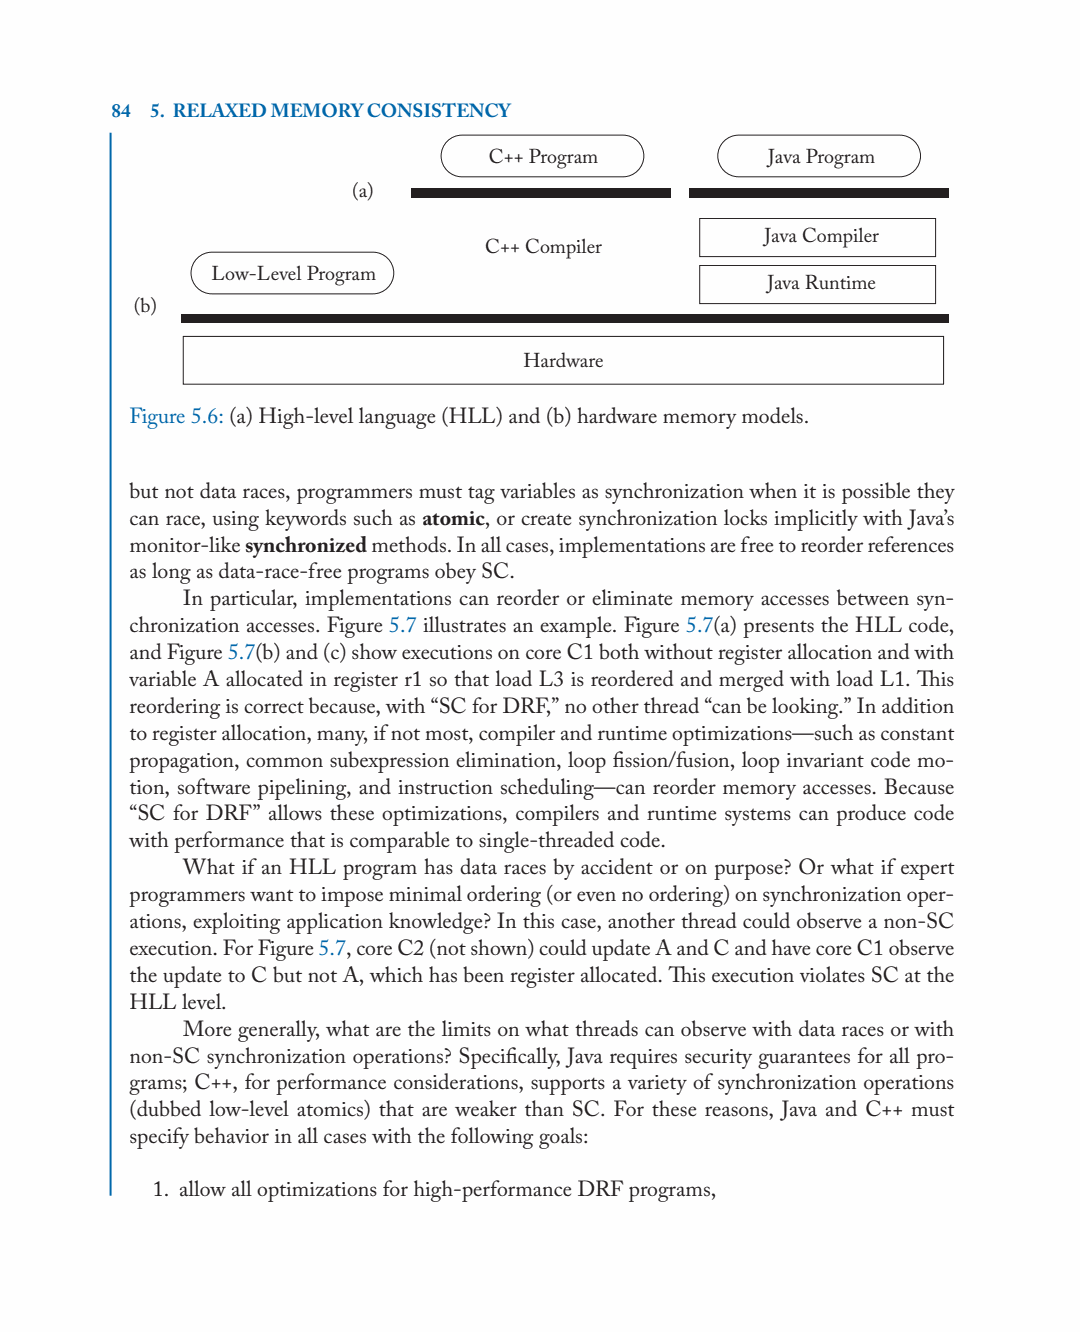 84 5. RELAXED MEMORY CONSISTENCY
C++ Program
Java Program
(a)
C++ Compiler
Java Compiler
Low-Level Program
Java Runtime
(b)
Hardware
Figure 5.6: (a) High-level language (HLL) and (b) hardware memory models.
but not data races, programmers must tag variables as synchronization when it is possible they
can race, using keywords such as atomic, or create synchronization locks implicitly with Java’s
monitor-like synchronized methods. In all cases, implementations are free to reorder references
as long as data-race-free programs obey SC.
In particular, implementations can reorder or eliminate memory accesses between syn-
chronization accesses. Figure 5.7 illustrates an example. Figure 5.7(a) presents the HLL code,
and Figure 5.7(b) and (c) show executions on core C1 both without register allocation and with
variable A allocated in register r1 so that load L3 is reordered and merged with load L1. This
reordering is correct because, with “SC for DRF,” no other thread “can be looking.” In addition
to register allocation, many, if not most, compiler and runtime optimizations—such as constant
propagation, common subexpression elimination, loop fission/fusion, loop invariant code mo-
tion, software pipelining, and instruction scheduling—can reorder memory accesses. Because
“SC for DRF” allows these optimizations, compilers and runtime systems can produce code
with performance that is comparable to single-threaded code.
What if an HLL program has data races by accident or on purpose? Or what if expert
programmers want to impose minimal ordering (or even no ordering) on synchronization oper-
ations, exploiting application knowledge? In this case, another thread could observe a non-SC
execution. For Figure 5.7, core C2 (not shown) could update A and C and have core C1 observe
the update to C but not A, which has been register allocated. This execution violates SC at the
HLL level.
More generally, what are the limits on what threads can observe with data races or with
non-SC synchronization operations? Specifically, Java requires security guarantees for all pro-
grams; C++, for performance considerations, supports a variety of synchronization operations
(dubbed low-level atomics) that are weaker than SC. For these reasons, Java and C++ must
specify behavior in all cases with the following goals:
1. allow all optimizations for high-performance DRF programs,